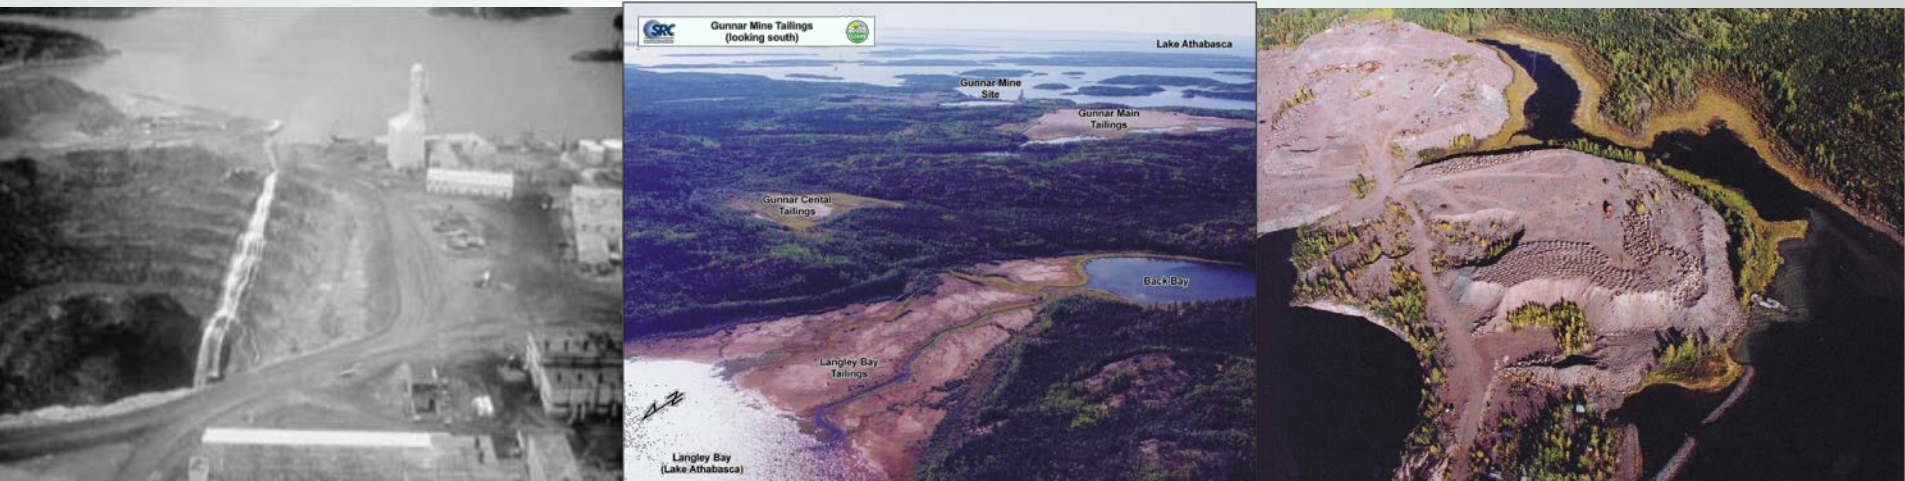 SRC
Gunnar Mine Tailings
(looking south)
Lake Athabasca
Gunnar Mine
Site
Gunnar Main
Tailings
Gunnar Cental
Tailings
Back Bay
Langley Bay
Tailings
N
Langley Bay
(Lake Athabasca)